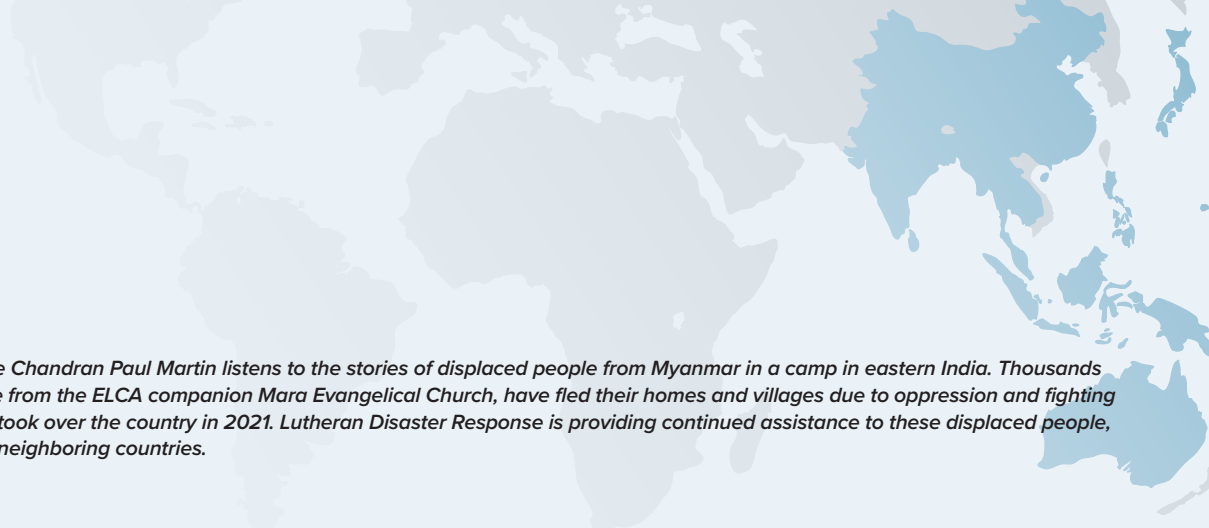 Chandran Paul Martin listens to the stories of displaced people from Myanmar in a camp in eastern India. Thousands
from the ELCA companion Mara Evangelical Church, have fled their homes and villages due to oppression and fighting
took over the country in 2021. Lutheran Disaster Response is providing continued assistance to these displaced people,
neighboring countries.